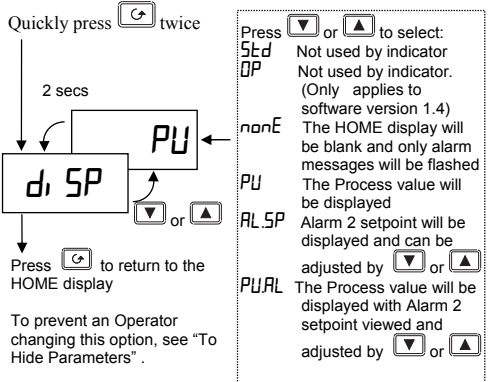 Quickly press twice
2 secs
PV
di SP
or
Press to return to the
HOME display
To prevent an Operator
changing this option, see “To
Hide Parameters” .
Press or to select:
Std Not used by indicator
OP Not used by indicator.
(Only applies to
software version 1.4)
nonE The HOME display will
be blank and only alarm
messages will be flashed
PV The Process value will
be displayed
AL.SP Alarm 2 setpoint will be
displayed and can be
adjusted by or
PV.AL The Process value will be
displayed with Alarm 2
setpoint viewed and
adjusted by or